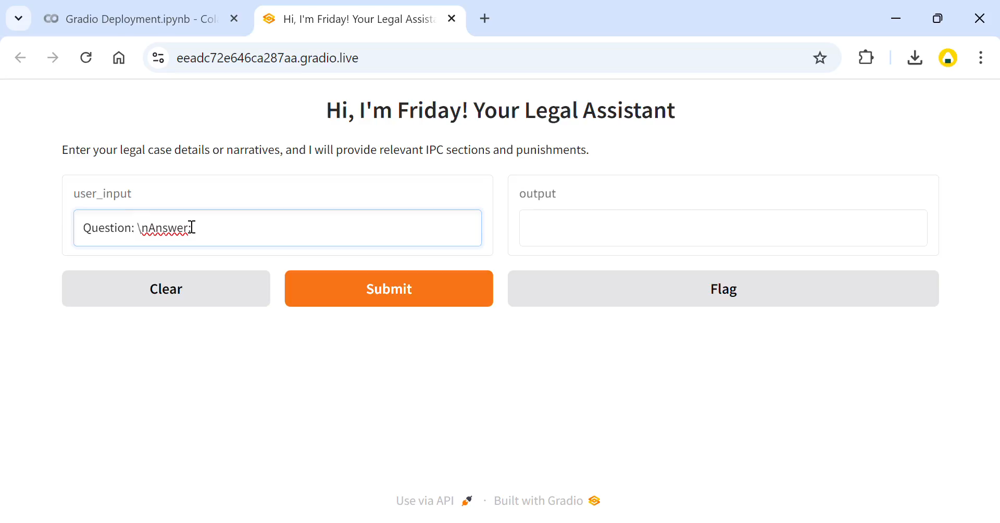 Gradio Deployment.ipynb - Col
Hi, I'm Friday! Your Legal Assista
eeadc72e646ca287aa.gradio.live
Hi, I'm Friday! Your Legal Assistant
Enter your legal case details or narratives, and I will provide relevant IPC sections and punishments.
user_input
output
Question: \nAnswer:
Clear
Submit
Flag
Use via API · Built with Gradio